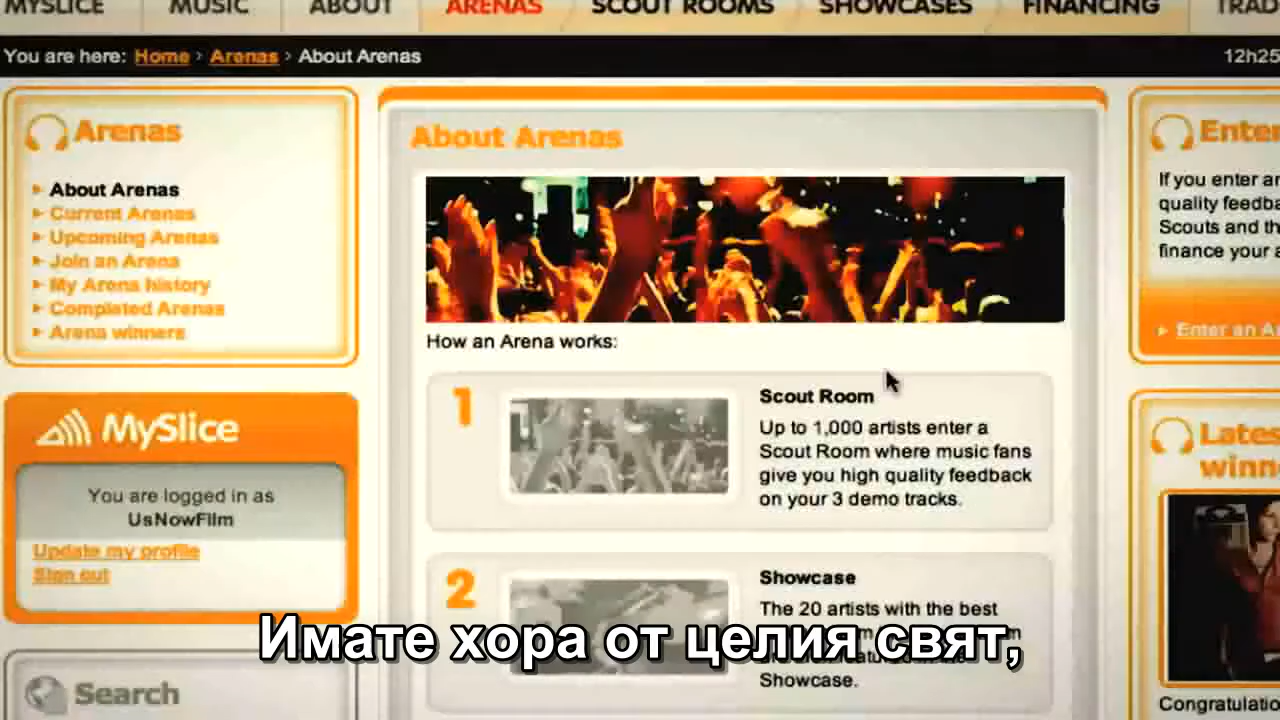 MYSLICE MUSIC ABOUT ARENAS SCOUT ROOMS SHOWCASES FINANCING
You are here: Home › Arenas › About Arenas
12h25
Arenas
About Arenas
Current Arenas
Upcoming Arenas
Join an Arena
My Arena history
Completed Arenas
Arena winners
MySlice
You are logged in as
UsNowFilm
Update my profile
Sign out
Search
About Arenas
How an Arena works:
1
Scout Room
Up to 1,000 artists enter a
Scout Room where music fans
give you high quality feedback
on your 3 demo tracks.
2
Showcase
The 20 artists with the best
Showcase.
Enter
If you enter an
quality feedba
Scouts and th
finance your a
Enter an A
Lates
winn
Congratulatio
Имате хора от целия свят,